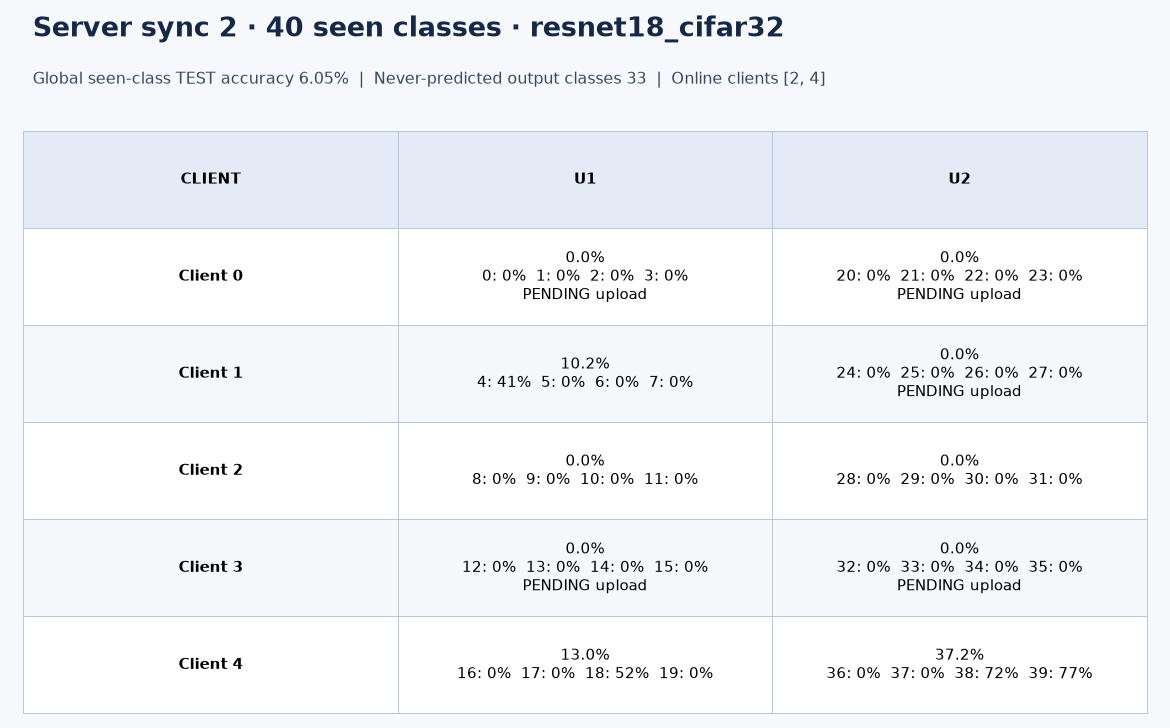 Server sync 2 · 40 seen classes · resnet18_cifar32
Global seen-class TEST accuracy 6.05%  |  Never-predicted output classes 33  |  Online clients [2, 4]
CLIENT
U1
U2
Client 0
0.0%
0: 0%  1: 0%  2: 0%  3: 0%
PENDING upload
0.0%
20: 0%  21: 0%  22: 0%  23: 0%
PENDING upload
Client 1
10.2%
4: 41%  5: 0%  6: 0%  7: 0%
0.0%
24: 0%  25: 0%  26: 0%  27: 0%
PENDING upload
Client 2
0.0%
8: 0%  9: 0%  10: 0%  11: 0%
0.0%
28: 0%  29: 0%  30: 0%  31: 0%
Client 3
0.0%
12: 0%  13: 0%  14: 0%  15: 0%
PENDING upload
0.0%
32: 0%  33: 0%  34: 0%  35: 0%
PENDING upload
Client 4
13.0%
16: 0%  17: 0%  18: 52%  19: 0%
37.2%
36: 0%  37: 0%  38: 72%  39: 77%